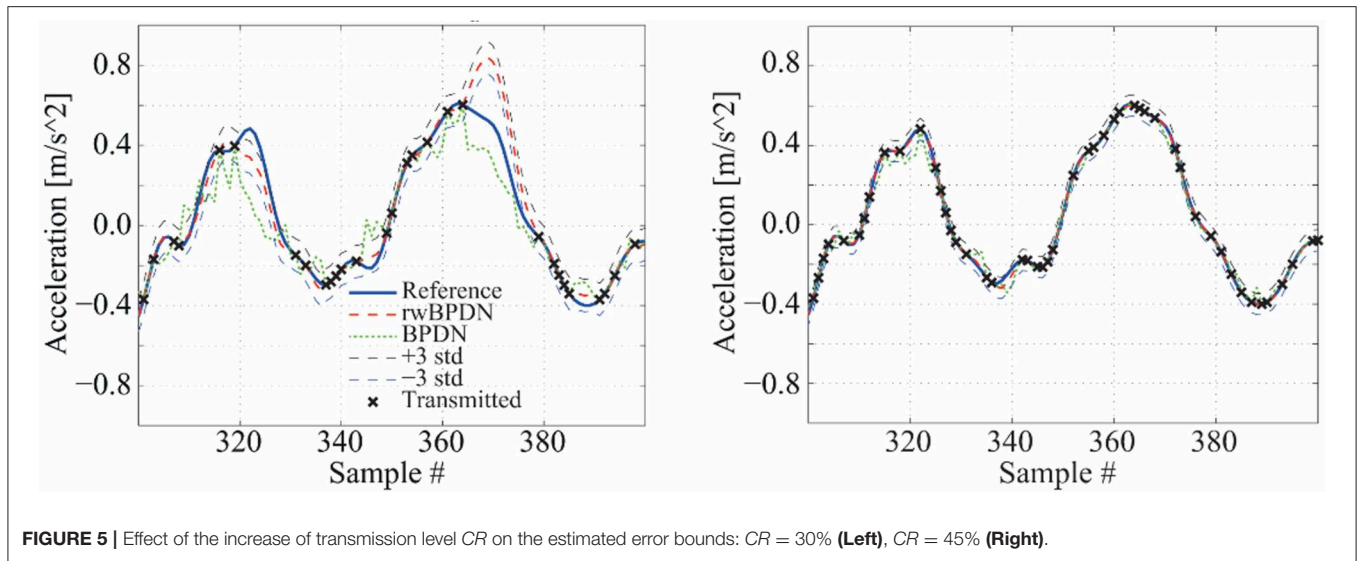 0.8
0.4
0.0
−0.4
−0.8
Acceleration [m/s^2]
Reference
rwBPDN
BPDN
+3 std
−3 std
Transmitted
320
340
360
380
Sample #
0.8
0.4
0.0
−0.4
−0.8
Acceleration [m/s^2]
320
340
360
380
Sample #
FIGURE 5 | Effect of the increase of transmission level CR on the estimated error bounds: CR = 30% (Left), CR = 45% (Right).